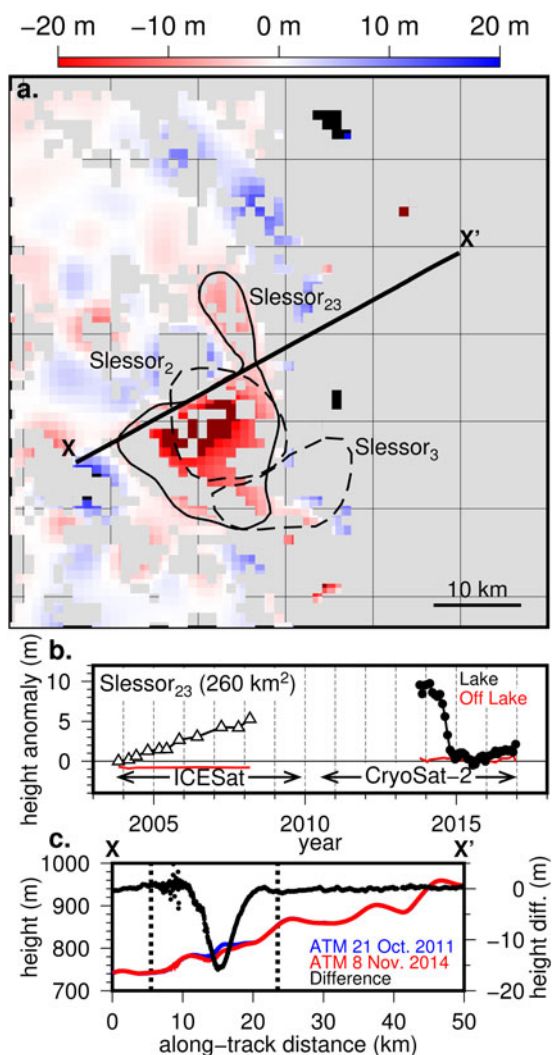 −20 m −10 m 0 m 10 m 20 m
a.
X'
Slessor₂₃
Slessor₂
Slessor₃
X
10 km
b.
height anomaly (m)
10
5
0
Slessor₂₃ (260 km²)
Lake
Off Lake
ICESat
CryoSat−2
2005 2010 2015
year
c.
X X'
height (m)
1000
900
800
700
height diff. (m)
0
−10
−20
ATM 21 Oct. 2011
ATM 8 Nov. 2014
Difference
0 10 20 30 40 50
along−track distance (km)